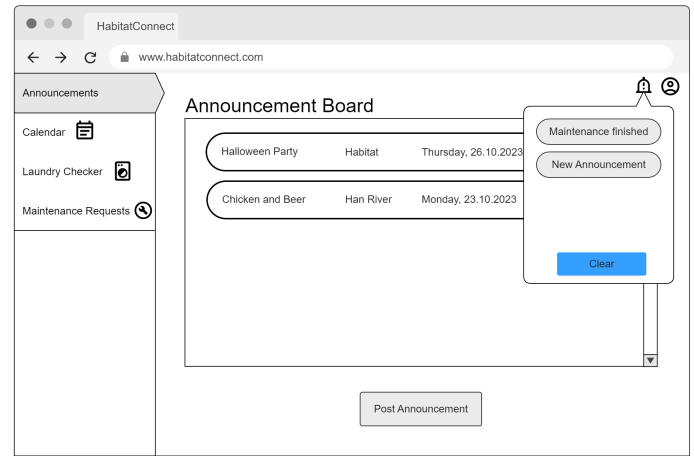 HabitatConnect
www.habitatconnect.com
Announcements
Calendar
Laundry Checker
Maintenance Requests
Announcement Board
Halloween Party Habitat Thursday, 26.10.2023
Chicken and Beer Han River Monday, 23.10.2023
Maintenance finished
New Announcement
Clear
Post Announcement